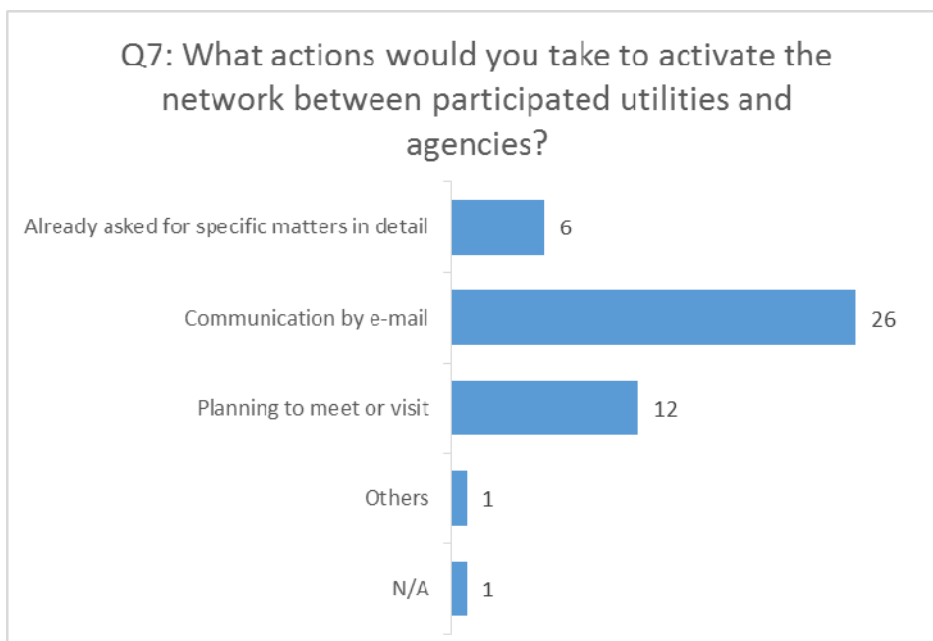 Q7: What actions would you take to activate the
network between participated utilities and
agencies?
Already asked for specific matters in detail
6
Communication by e-mail
26
Planning to meet or visit
12
Others
1
N/A
1